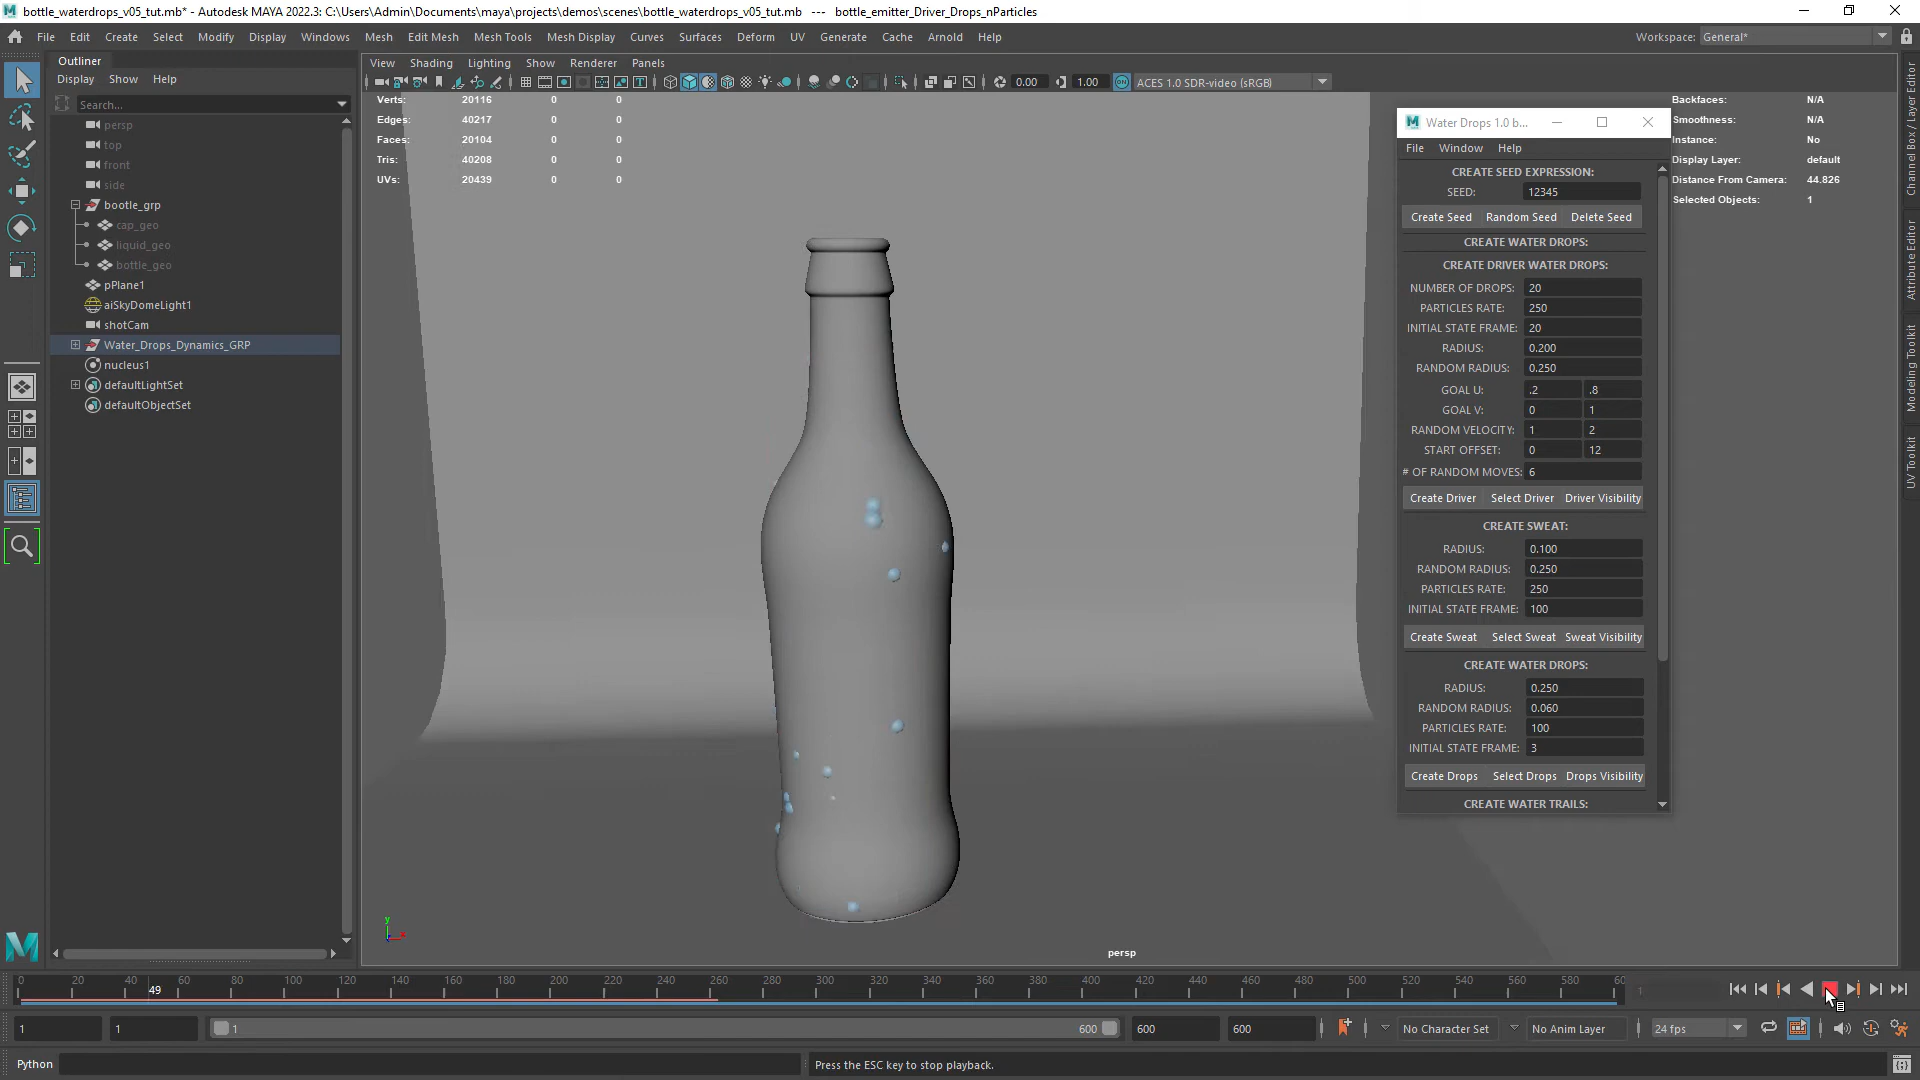 bottle_waterdrops_v05_tut.mb* - Autodesk MAYA 2022.3: C:\Users\Admin\Documents\maya\projects\demos\scenes\bottle_waterdrops_v05_tut.mb --- bottle_emitter_Driver_Drops_nParticles
File Edit Create Select Modify Display Windows Mesh Edit Mesh Mesh Tools Mesh Display Curves Surfaces Deform UV Generate Cache Arnold Help
Workspace: General*
Outliner
Display Show Help
Search...
persp
top
front
side
bootle_grp
cap_geo
liquid_geo
bottle_geo
pPlane1
aiSkyDomeLight1
shotCam
Water_Drops_Dynamics_GRP
nucleus1
defaultLightSet
defaultObjectSet
View Shading Lighting Show Renderer Panels
0.00 1.00 ACES 1.0 SDR-video (sRGB)
Verts: 20116 0 0
Edges: 40217 0 0
Faces: 20104 0 0
Tris: 40208 0 0
UVs: 20439 0 0
Backfaces: N/A
Smoothness: N/A
Instance: No
Display Layer: default
Distance From Camera: 44.826
Selected Objects: 1
Water Drops 1.0 b...
File Window Help
CREATE SEED EXPRESSION:
SEED: 12345
Create Seed Random Seed Delete Seed
CREATE WATER DROPS:
CREATE DRIVER WATER DROPS:
NUMBER OF DROPS: 20
PARTICLES RATE: 250
INITIAL STATE FRAME: 20
RADIUS: 0.200
RANDOM RADIUS: 0.250
GOAL U: .2 .8
GOAL V: 0 1
RANDOM VELOCITY: 1 2
START OFFSET: 0 12
# OF RANDOM MOVES: 6
Create Driver Select Driver Driver Visibility
CREATE SWEAT:
RADIUS: 0.100
RANDOM RADIUS: 0.250
PARTICLES RATE: 250
INITIAL STATE FRAME: 100
Create Sweat Select Sweat Sweat Visibility
CREATE WATER DROPS:
RADIUS: 0.250
RANDOM RADIUS: 0.060
PARTICLES RATE: 100
INITIAL STATE FRAME: 3
Create Drops Select Drops Drops Visibility
CREATE WATER TRAILS:
Channel Box / Layer Editor
Attribute Editor
Modeling Toolkit
UV Toolkit
y
x
persp
0 20 40 49 60 80 100 120 140 160 180 200 220 240 260 280 300 320 340 360 380 400 420 440 460 480 500 520 540 560 580 60
1
1 1 1 600 600 600 No Character Set No Anim Layer 24 fps
Python Press the ESC key to stop playback.